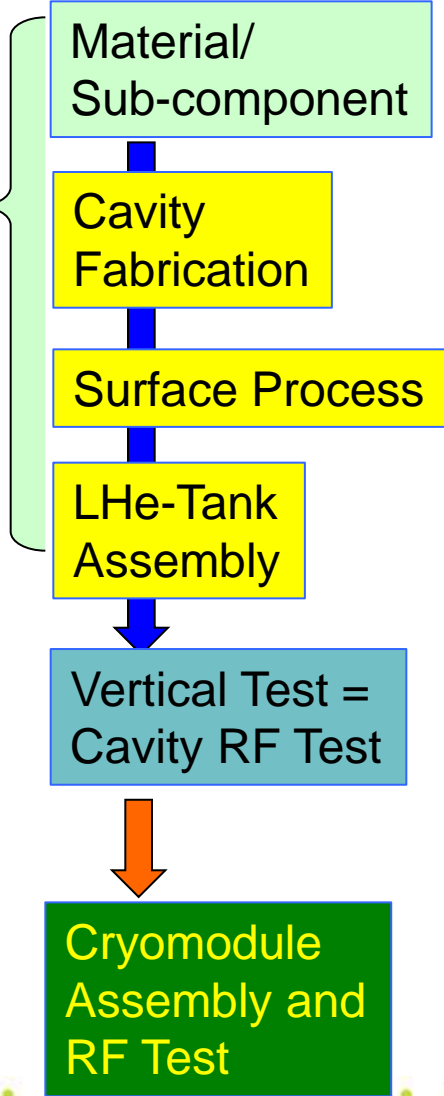 Material/
Sub-component
Cavity
Fabrication
Surface Process
LHe-Tank
Assembly
Vertical Test =
Cavity RF Test
Cryomodule
Assembly and
RF Test